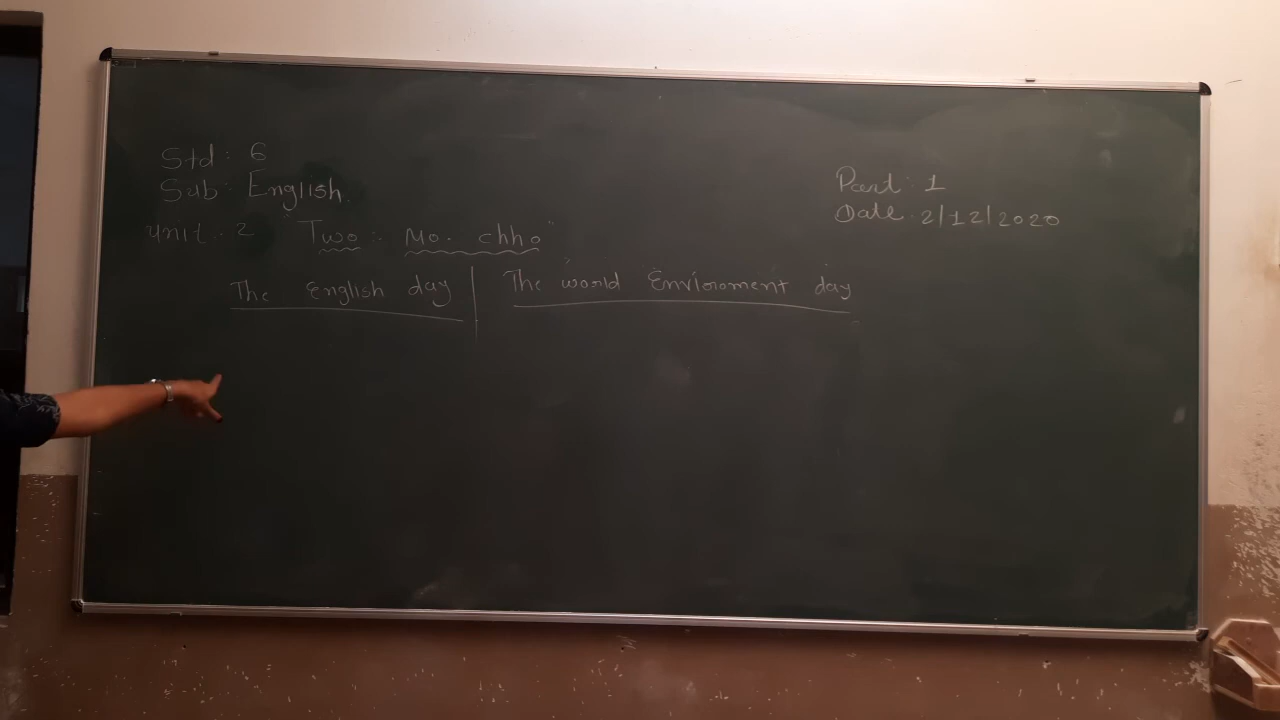 Std : 6
Sub : English.
Part : 1
Date : 2/12/2020
unit : 2 "Two : Mo. chho"
The English day | The world Envioroment day